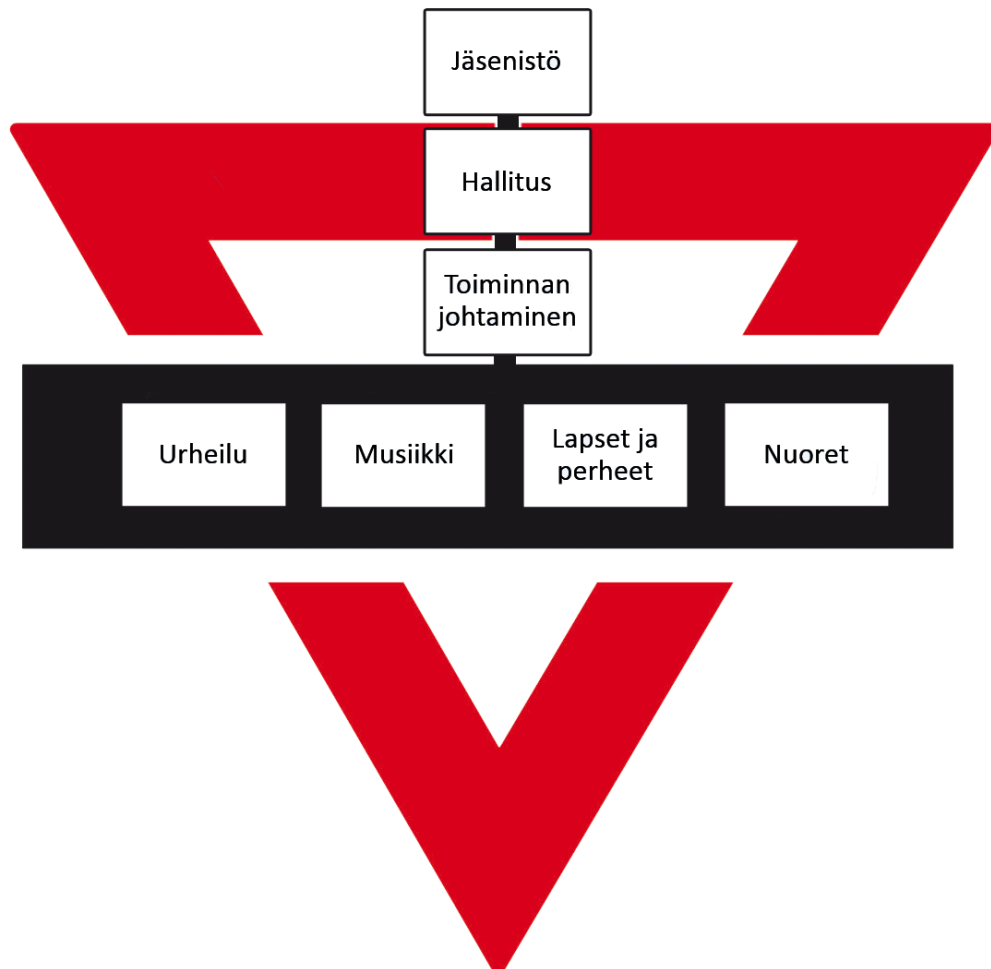 Jäsenistö
Hallitus
Toiminnan
johtaminen
Urheilu
Musiikki
Lapset ja
perheet
Nuoret